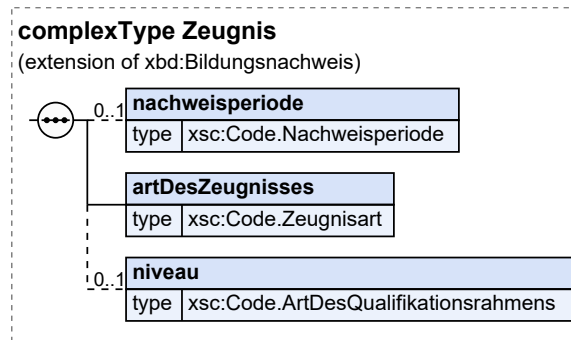 complexType Zeugnis
(extension of xbd:Bildungsnachweis)
0..1
nachweisperiode
type xsc:Code.Nachweisperiode
artDesZeugnisses
type xsc:Code.Zeugnisart
0..1
niveau
type xsc:Code.ArtDesQualifikationsrahmens